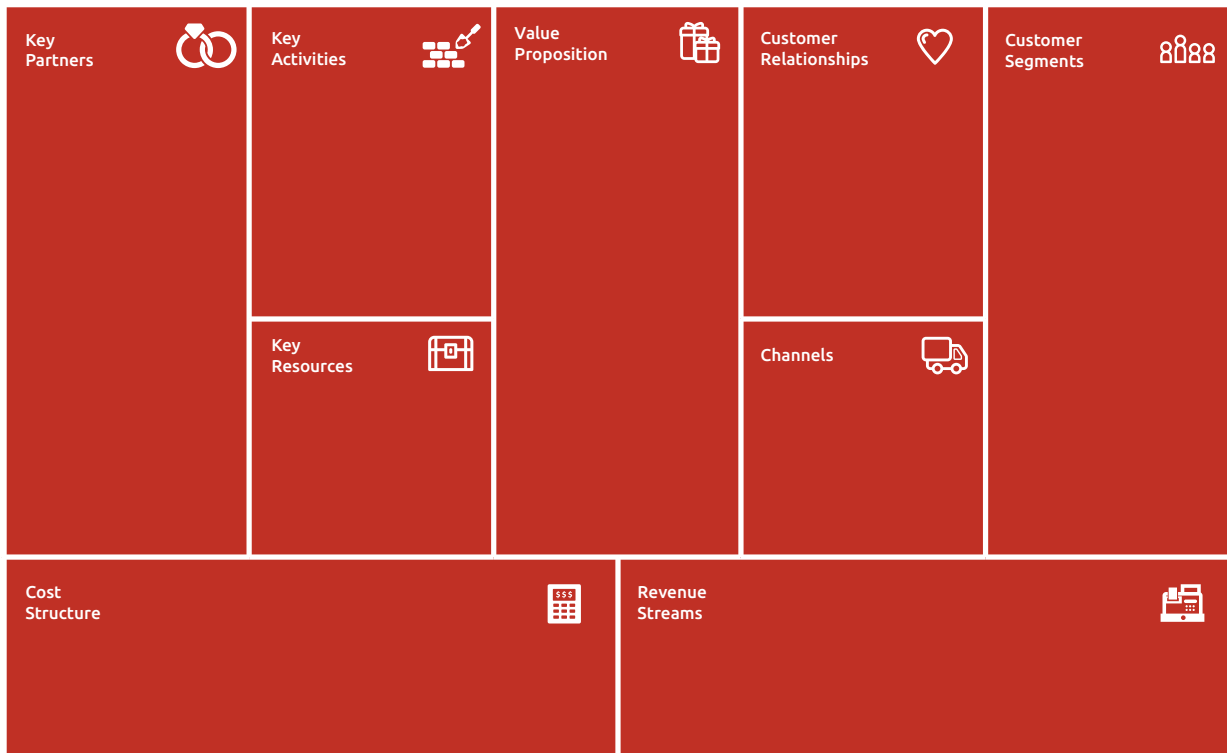 Key
Partners
Key
Activities
Value
Proposition
Customer
Relationships
Customer
Segments
Key
Resources
Channels
Cost
Structure
$$$
Revenue
Streams